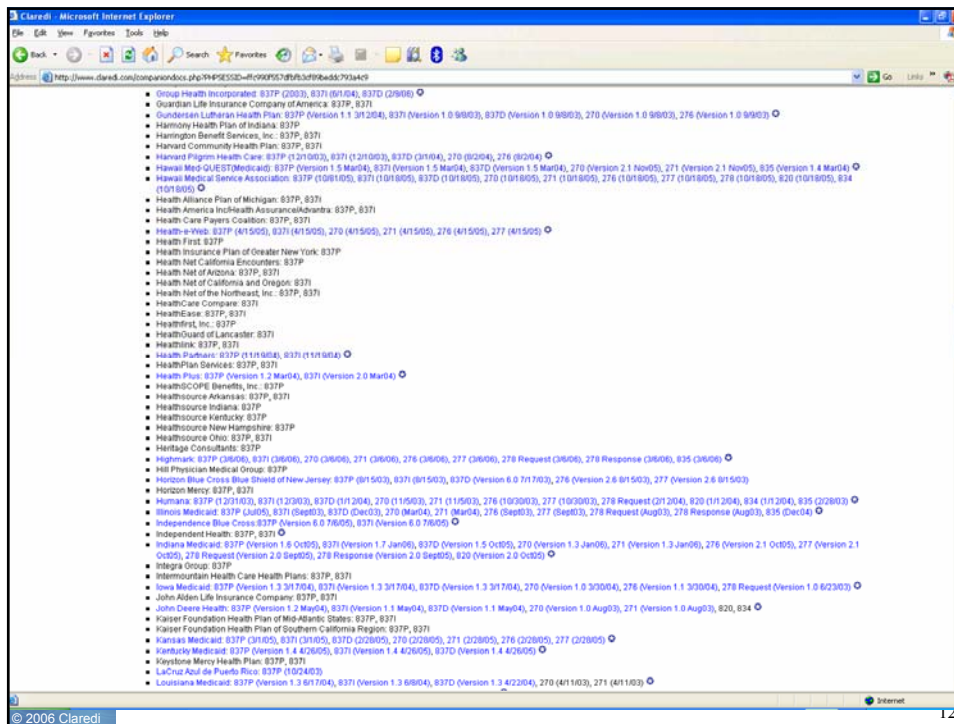 Claredi - Microsoft Internet Explorer
File Edit View Favorites Tools Help
Back Search Favorites
Address http://www.claredi.com/companiondocs.php?PHPSESSID=ffc990f557dfbfb3cf89beddc793a4c9 Go Links
Group Health Incorporated: 837P (2003), 837I (6/1/04), 837D (2/9/06)
Guardian Life Insurance Company of America: 837P, 837I
Gundersen Lutheran Health Plan: 837P (Version 1.1 3/12/04), 837I (Version 1.0 9/8/03), 837D (Version 1.0 9/8/03), 270 (Version 1.0 9/8/03), 276 (Version 1.0 9/9/03)
Harmony Health Plan of Indiana: 837P
Harrington Benefit Services, Inc.: 837P, 837I
Harvard Community Health Plan: 837P, 837I
Harvard Pilgrim Health Care: 837P (12/10/03), 837I (12/10/03), 837D (3/1/04), 270 (8/2/04), 276 (8/2/04)
Hawaii Med-QUEST(Medicaid): 837P (Version 1.5 Mar04), 837I (Version 1.5 Mar04), 837D (Version 1.5 Mar04), 270 (Version 2.1 Nov05), 271 (Version 2.1 Nov05), 835 (Version 1.4 Mar04)
Hawaii Medical Service Association: 837P (10/81/05), 837I (10/18/05), 837D (10/18/05), 270 (10/18/05), 271 (10/18/05), 276 (10/18/05), 277 (10/18/05), 278 (10/18/05), 820 (10/18/05), 834
(10/18/05)
Health Alliance Plan of Michigan: 837P, 837I
Health America Inc/Health Assurance/Advantra: 837P, 837I
Health Care Payers Coalition: 837P, 837I
Health-e-Web: 837P (4/15/05), 837I (4/15/05), 270 (4/15/05), 271 (4/15/05), 276 (4/15/05), 277 (4/15/05)
Health First: 837P
Health Insurance Plan of Greater New York: 837P
Health Net California Encounters: 837P
Health Net of Arizona: 837P, 837I
Health Net of California and Oregon: 837I
Health Net of the Northeast, Inc.: 837P, 837I
HealthCare Compare: 837I
HealthEase: 837P, 837I
Healthfirst, Inc.: 837P
HealthGuard of Lancaster: 837I
Healthlink: 837P, 837I
Health Partners: 837P (11/19/04), 837I (11/19/04)
HealthPlan Services: 837P, 837I
Health Plus: 837P (Version 1.2 Mar04), 837I (Version 2.0 Mar04)
HealthSCOPE Benefits, Inc.: 837P
Healthsource Arkansas: 837P, 837I
Healthsource Indiana: 837P
Healthsource Kentucky: 837P
Healthsource New Hampshire: 837P
Healthsource Ohio: 837P, 837I
Heritage Consultants: 837P
Highmark: 837P (3/6/06), 837I (3/6/06), 270 (3/6/06), 271 (3/6/06), 276 (3/6/06), 277 (3/6/06), 278 Request (3/6/06), 278 Response (3/6/06), 835 (3/6/06)
Hill Physician Medical Group: 837P
Horizon Blue Cross Blue Shield of New Jersey: 837P (8/15/03), 837I (8/15/03), 837D (Version 6.0 7/17/03), 276 (Version 2.6 8/15/03), 277 (Version 2.6 8/15/03)
Horizon Mercy: 837P, 837I
Humana: 837P (12/31/03), 837I (12/3/03), 837D (1/12/04), 270 (11/5/03), 271 (11/5/03), 276 (10/30/03), 277 (10/30/03), 278 Request (2/12/04), 820 (1/12/04), 834 (1/12/04), 835 (2/28/03)
Illinois Medicaid: 837P (Jul05), 837I (Sept03), 837D (Dec03), 270 (Mar04), 271 (Mar04), 276 (Sept03), 277 (Sept03), 278 Request (Aug03), 278 Response (Aug03), 835 (Dec04)
Independence Blue Cross:837P (Version 6.0 7/6/05), 837I (Version 6.0 7/6/05)
Independent Health: 837P, 837I
Indiana Medicaid: 837P (Version 1.6 Oct05), 837I (Version 1.7 Jan06), 837D (Version 1.5 Oct05), 270 (Version 1.3 Jan06), 271 (Version 1.3 Jan06), 276 (Version 2.1 Oct05), 277 (Version 2.1
Oct05), 278 Request (Version 2.0 Sept05), 278 Response (Version 2.0 Sept05), 820 (Version 2.0 Oct05)
Integra Group: 837P
Intermountain Health Care Health Plans: 837P, 837I
Iowa Medicaid: 837P (Version 1.3 3/17/04), 837I (Version 1.3 3/17/04), 837D (Version 1.3 3/17/04), 270 (Version 1.0 3/30/04), 276 (Version 1.1 3/30/04), 278 Request (Version 1.0 6/23/03)
John Alden Life Insurance Company: 837P, 837I
John Deere Health: 837P (Version 1.2 May04), 837I (Version 1.1 May04), 837D (Version 1.1 May04), 270 (Version 1.0 Aug03), 271 (Version 1.0 Aug03), 820, 834
Kaiser Foundation Health Plan of Mid-Atlantic States: 837P, 837I
Kaiser Foundation Health Plan of Southern California Region: 837P, 837I
Kansas Medicaid: 837P (3/1/05), 837I (3/1/05), 837D (2/28/05), 270 (2/28/05), 271 (2/28/05), 276 (2/28/05), 277 (2/28/05)
Kentucky Medicaid: 837P (Version 1.4 4/26/05), 837I (Version 1.4 4/26/05), 837D (Version 1.4 4/26/05)
Keystone Mercy Health Plan: 837P, 837I
LaCruz Azul de Puerto Rico: 837P (10/24/03)
Louisiana Medicaid: 837P (Version 1.3 6/17/04), 837I (Version 1.3 6/8/04), 837D (Version 1.3 4/22/04), 270 (4/11/03), 271 (4/11/03)
Internet
© 2006 Claredi
12